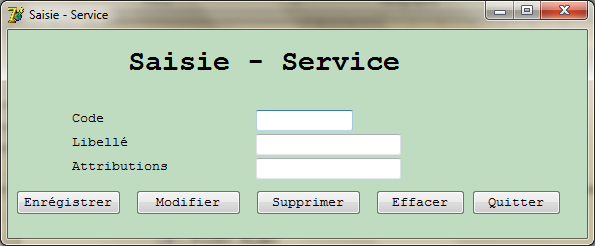 Saisie - Service
Saisie - Service
Code
Libellé
Attributions
Enrégistrer Modifier Supprimer Effacer Quitter